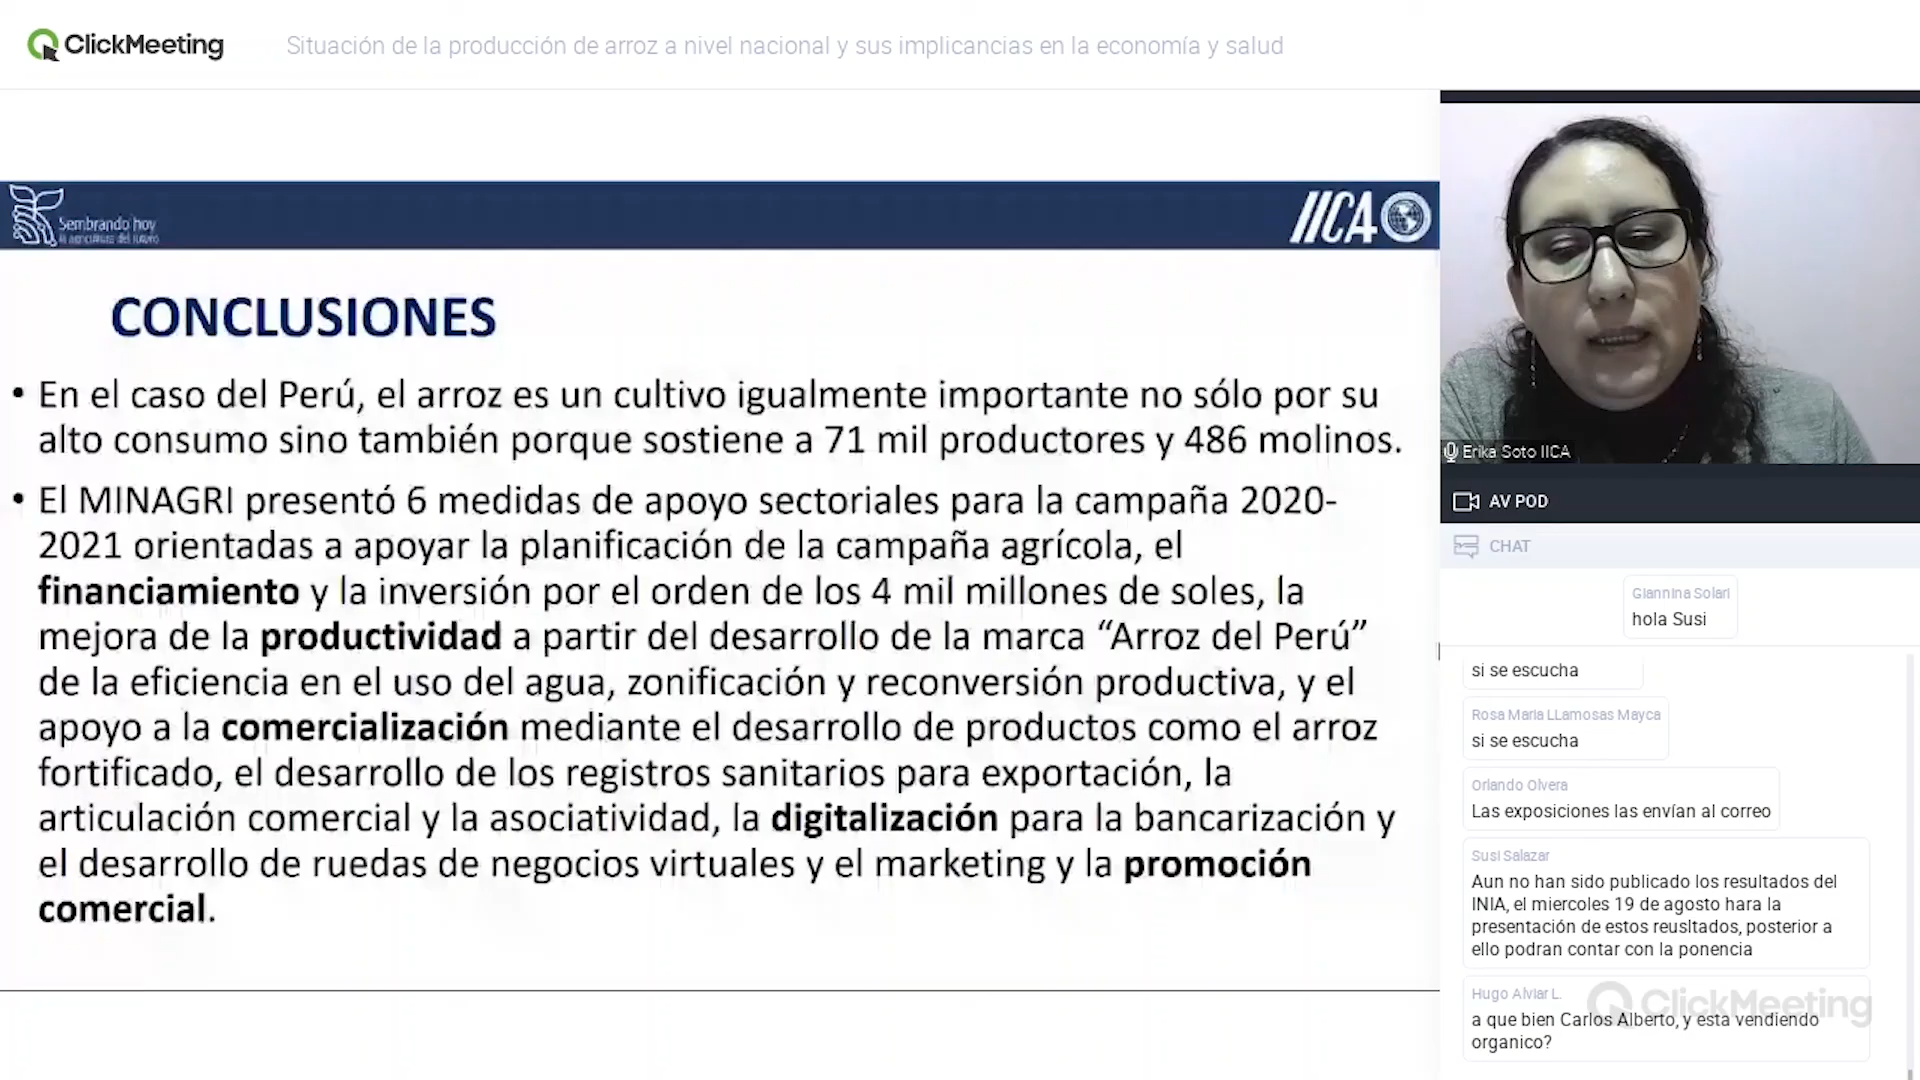 ClickMeeting
Situación de la producción de arroz a nivel nacional y sus implicancias en la economía y salud
Sembrando hoy
la agricultura del futuro
IICA
CONCLUSIONES
• En el caso del Perú, el arroz es un cultivo igualmente importante no sólo por su
alto consumo sino también porque sostiene a 71 mil productores y 486 molinos.
• El MINAGRI presentó 6 medidas de apoyo sectoriales para la campaña 2020-
2021 orientadas a apoyar la planificación de la campaña agrícola, el
financiamiento y la inversión por el orden de los 4 mil millones de soles, la
mejora de la productividad a partir del desarrollo de la marca “Arroz del Perú”
de la eficiencia en el uso del agua, zonificación y reconversión productiva, y el
apoyo a la comercialización mediante el desarrollo de productos como el arroz
fortificado, el desarrollo de los registros sanitarios para exportación, la
articulación comercial y la asociatividad, la digitalización para la bancarización y
el desarrollo de ruedas de negocios virtuales y el marketing y la promoción
comercial.
Erika Soto IICA
AV POD
CHAT
Giannina Solari
hola Susi
si se escucha
Rosa Maria LLamosas Mayca
si se escucha
Orlando Olvera
Las exposiciones las envían al correo
Susi Salazar
Aun no han sido publicado los resultados del
INIA, el miercoles 19 de agosto hara la
presentación de estos reusltados, posterior a
ello podran contar con la ponencia
Hugo Alviar L.
a que bien Carlos Alberto, y esta vendiendo
organico?
ClickMeeting